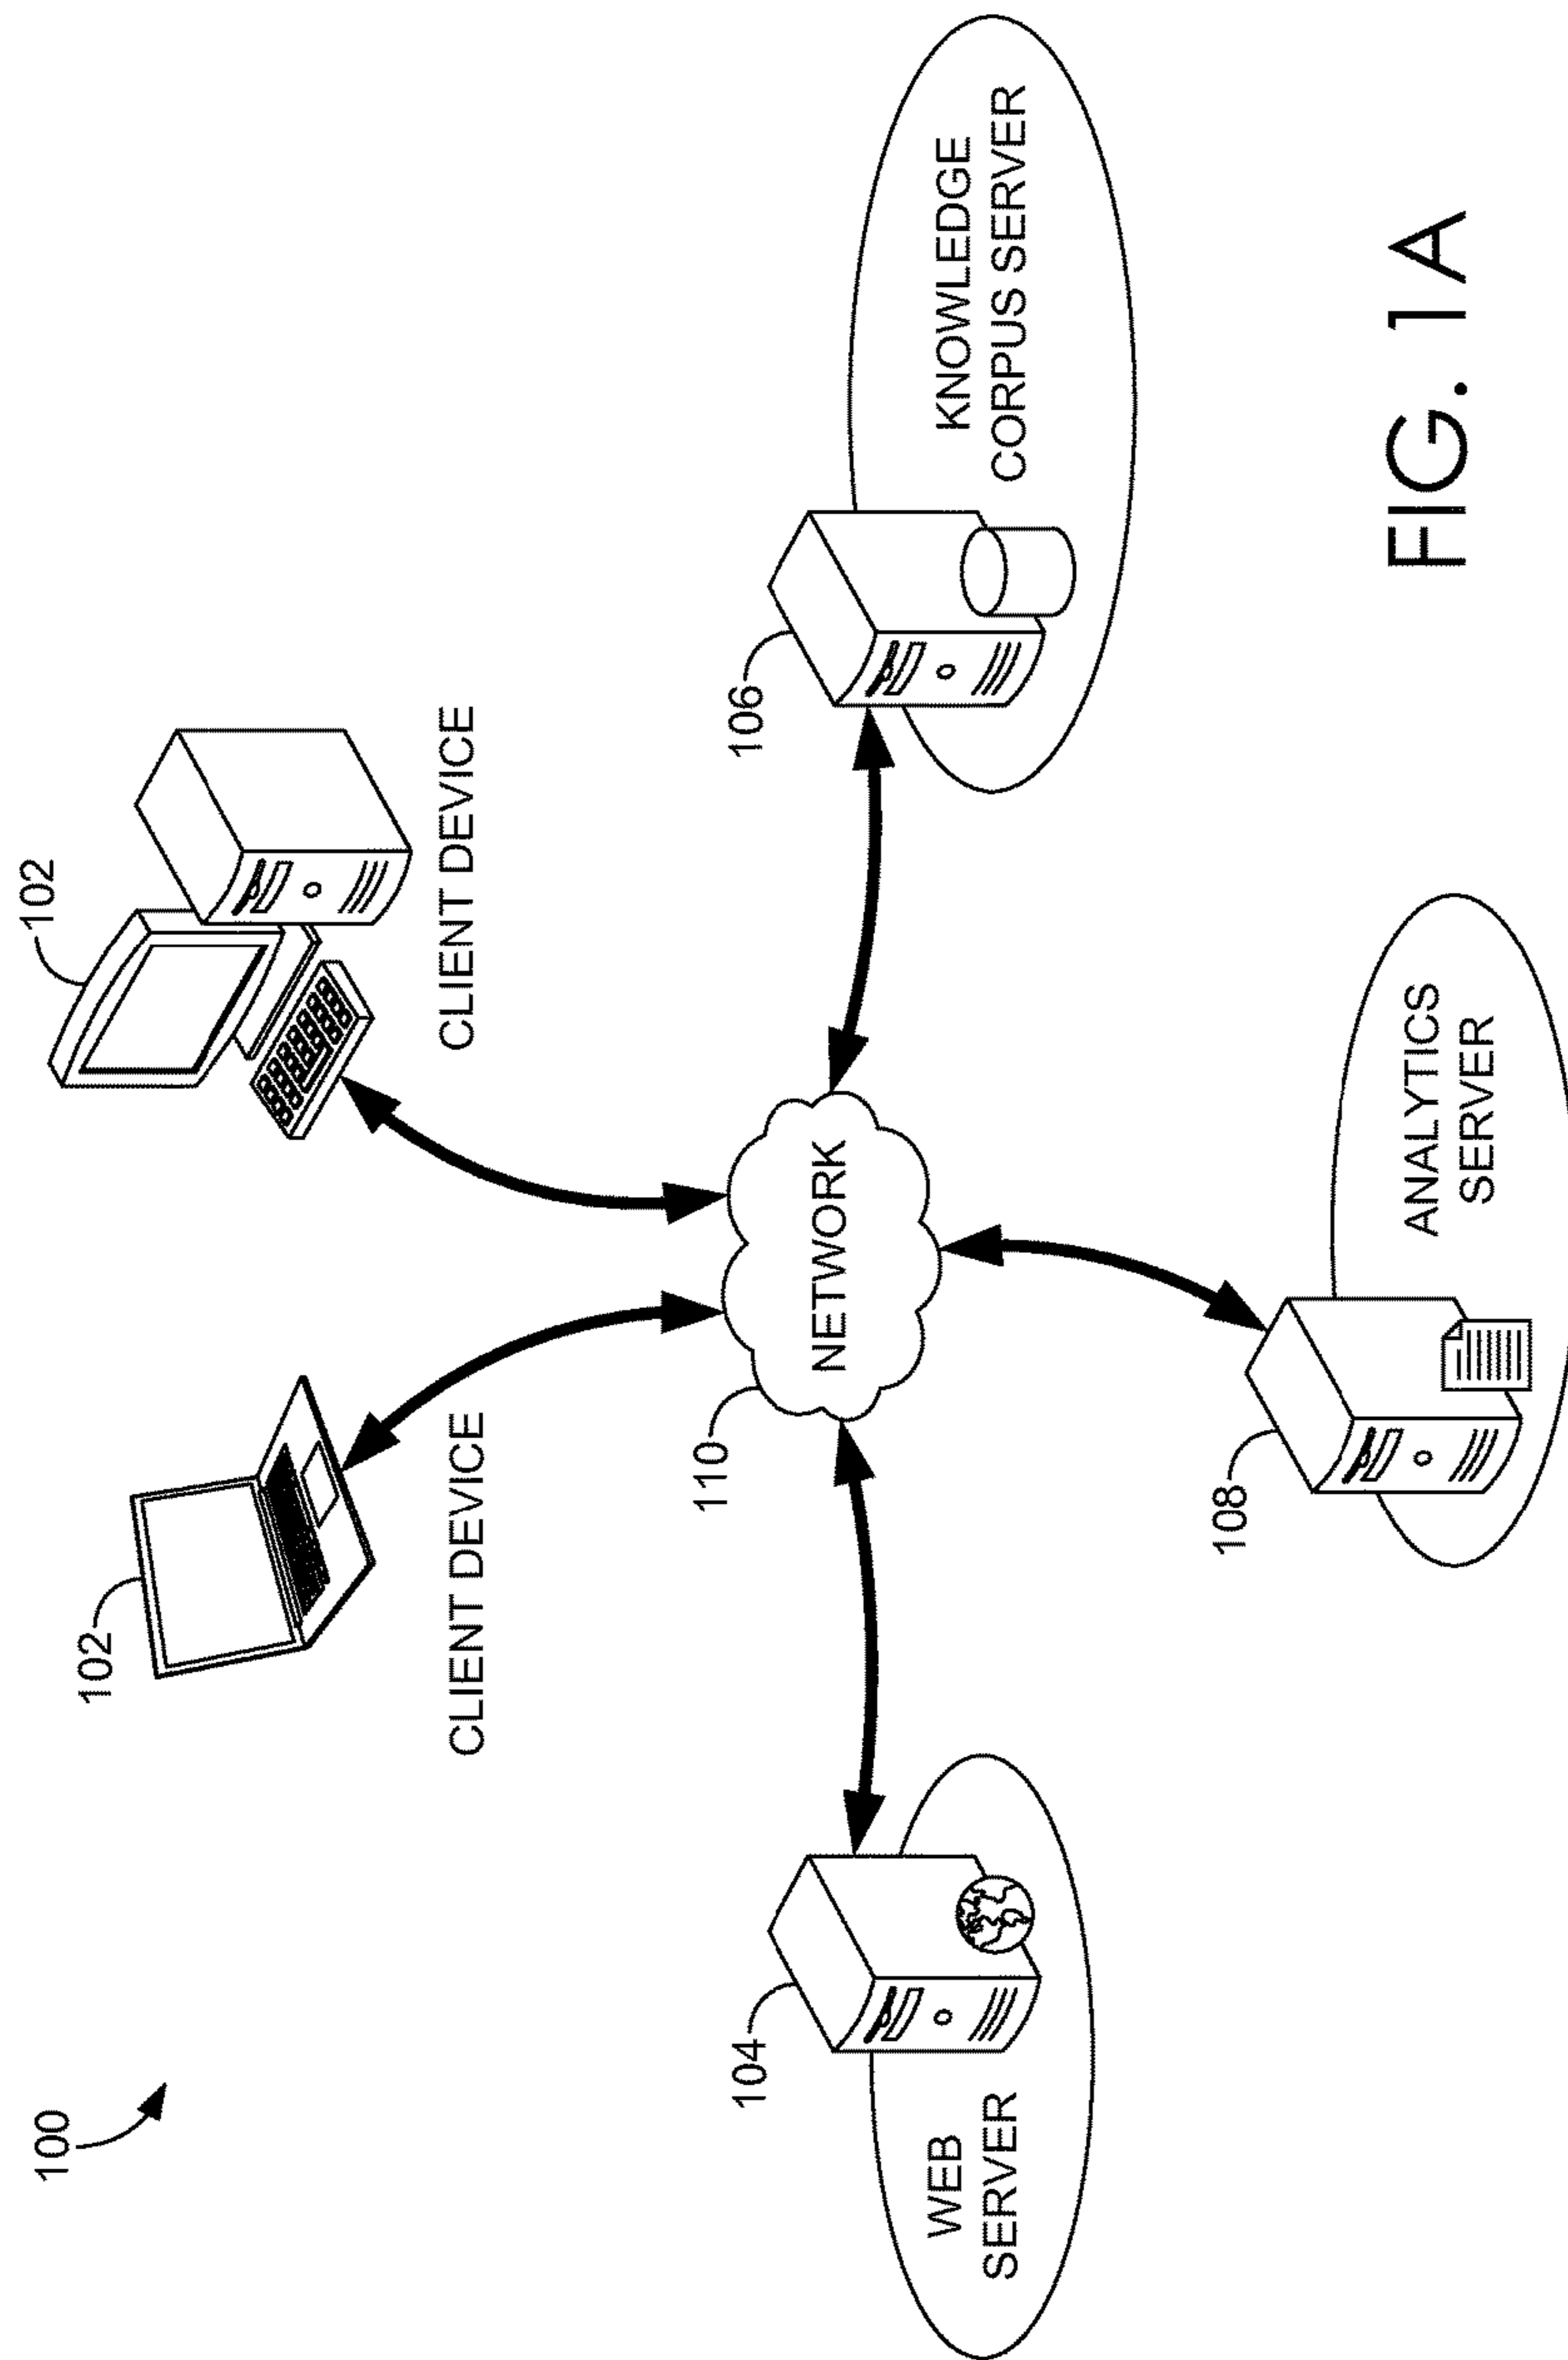 100
102
CLIENT DEVICE
102
CLIENT DEVICE
110
NETWORK
104
WEB
SERVER
106
KNOWLEDGE
CORPUS SERVER
108
ANALYTICS
SERVER
FIG. 1A